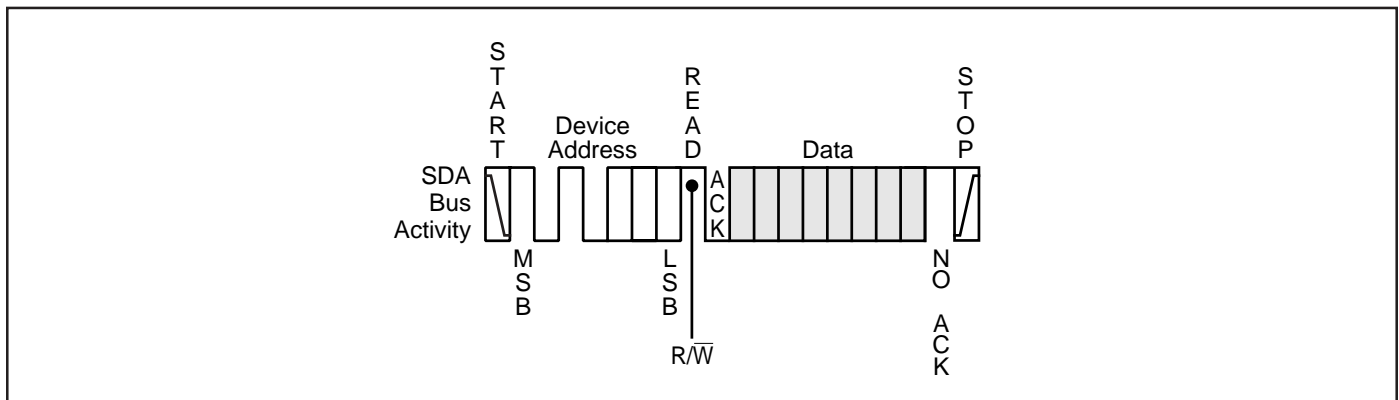 START
READ
STOP
Device
Address
Data
SDA
Bus
Activity
ACK
MSB
LSB
NO ACK
R/W̅